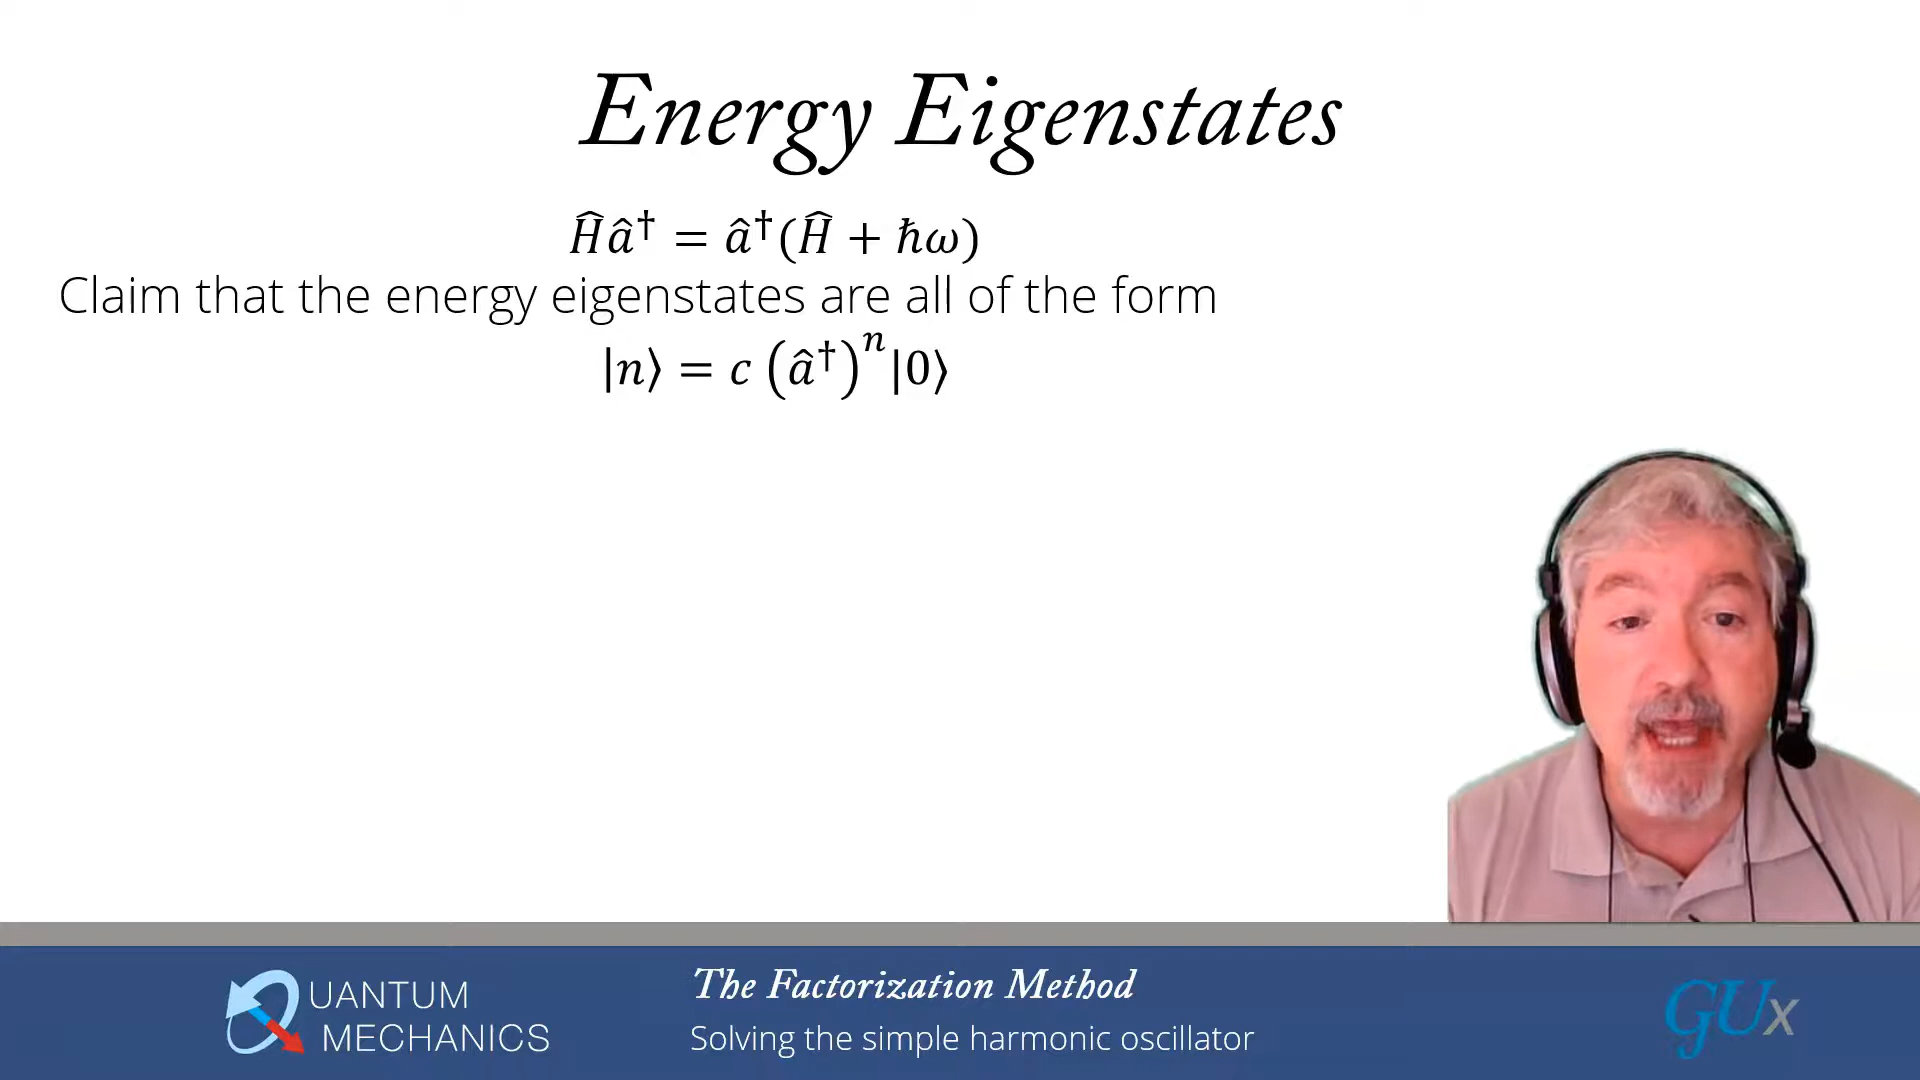 Energy Eigenstates
Ĥâ† = â†(Ĥ + ħω)
Claim that the energy eigenstates are all of the form
|n⟩ = c (â†)ⁿ|0⟩
QUANTUM
MECHANICS
The Factorization Method
Solving the simple harmonic oscillator
GUx